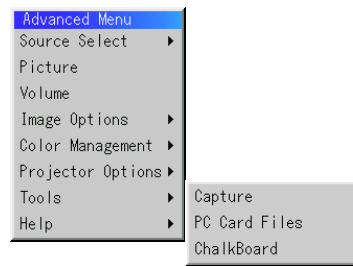 Advanced Menu
Source Select
Picture
Volume
Image Options
Color Management
Projector Options
Tools
Help
Capture
PC Card Files
ChalkBoard